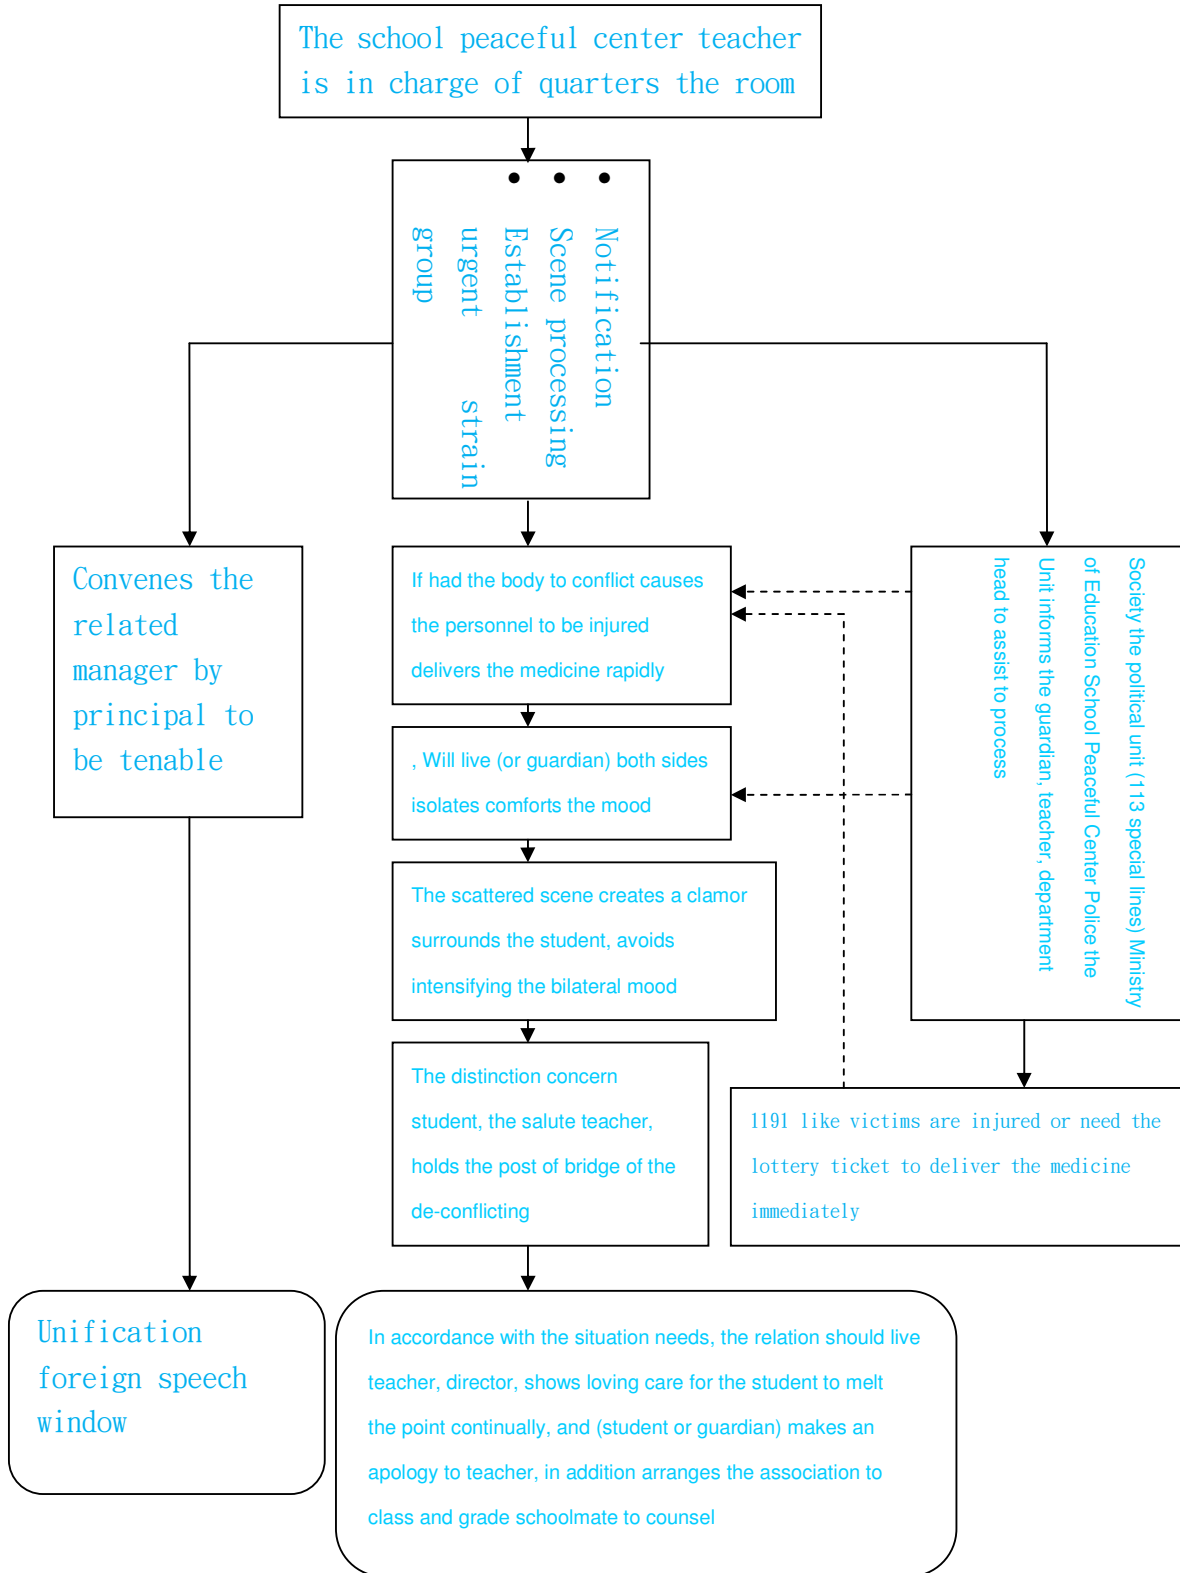 The school peaceful center teacher
is in charge of quarters the room
• Notification
• Scene processing
• Establishment
urgent strain
group
Convenes the
related
manager by
principal to
be tenable
If had the body to conflict causes
the personnel to be injured
delivers the medicine rapidly
Society the political unit (113 special lines) Ministry
of Education School Peaceful Center Police the
Unit informs the guardian, teacher, department
head to assist to process
, Will live (or guardian) both sides
isolates comforts the mood
The scattered scene creates a clamor
surrounds the student, avoids
intensifying the bilateral mood
The distinction concern
student, the salute teacher,
holds the post of bridge of the
de-conflicting
1191 like victims are injured or need the
lottery ticket to deliver the medicine
immediately
Unification
foreign speech
window
In accordance with the situation needs, the relation should live
teacher, director, shows loving care for the student to melt
the point continually, and (student or guardian) makes an
apology to teacher, in addition arranges the association to
class and grade schoolmate to counsel